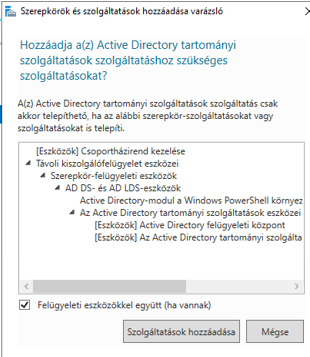 Szerepkörök és szolgáltatások hozzáadása varázsló
Hozzáadja a(z) Active Directory tartományi
szolgáltatások szolgáltatáshoz szükséges
szolgáltatásokat?
A(z) Active Directory tartományi szolgáltatások szolgáltatás csak
akkor telepíthető, ha az alábbi szerepkör-szolgáltatásokat vagy
szolgáltatásokat is telepíti.
[Eszközök] Csoportházirend kezelése
Távoli kiszolgálófelügyelet eszközei
Szerepkör-felügyeleti eszközök
AD DS- és AD LDS-eszközök
Active Directory-modul a Windows PowerShell környez
Az Active Directory tartományi szolgáltatások eszközei
[Eszközök] Active Directory felügyeleti központ
[Eszközök] Az Active Directory tartományi szolgálta
Felügyeleti eszközökkel együtt (ha vannak)
Szolgáltatások hozzáadása
Mégse